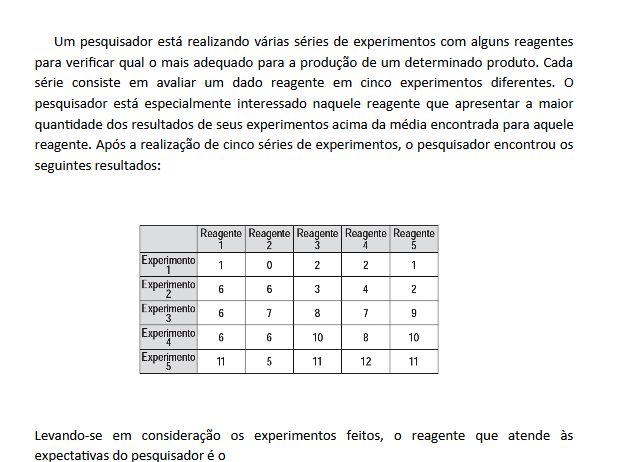 Um pesquisador está realizando várias séries de experimentos com alguns reagentes
para verificar qual o mais adequado para a produção de um determinado produto. Cada
série consiste em avaliar um dado reagente em cinco experimentos diferentes. O
pesquisador está especialmente interessado naquele reagente que apresentar a maior
quantidade dos resultados de seus experimentos acima da média encontrada para aquele
reagente. Após a realização de cinco séries de experimentos, o pesquisador encontrou os
seguintes resultados:
Reagente 1 Reagente 2 Reagente 3 Reagente 4 Reagente 5
Experimento 1 1 0 2 2 1
Experimento 2 6 6 3 4 2
Experimento 3 6 7 8 7 9
Experimento 4 6 6 10 8 10
Experimento 5 11 5 11 12 11
Levando-se em consideração os experimentos feitos, o reagente que atende às
expectativas do pesquisador é o